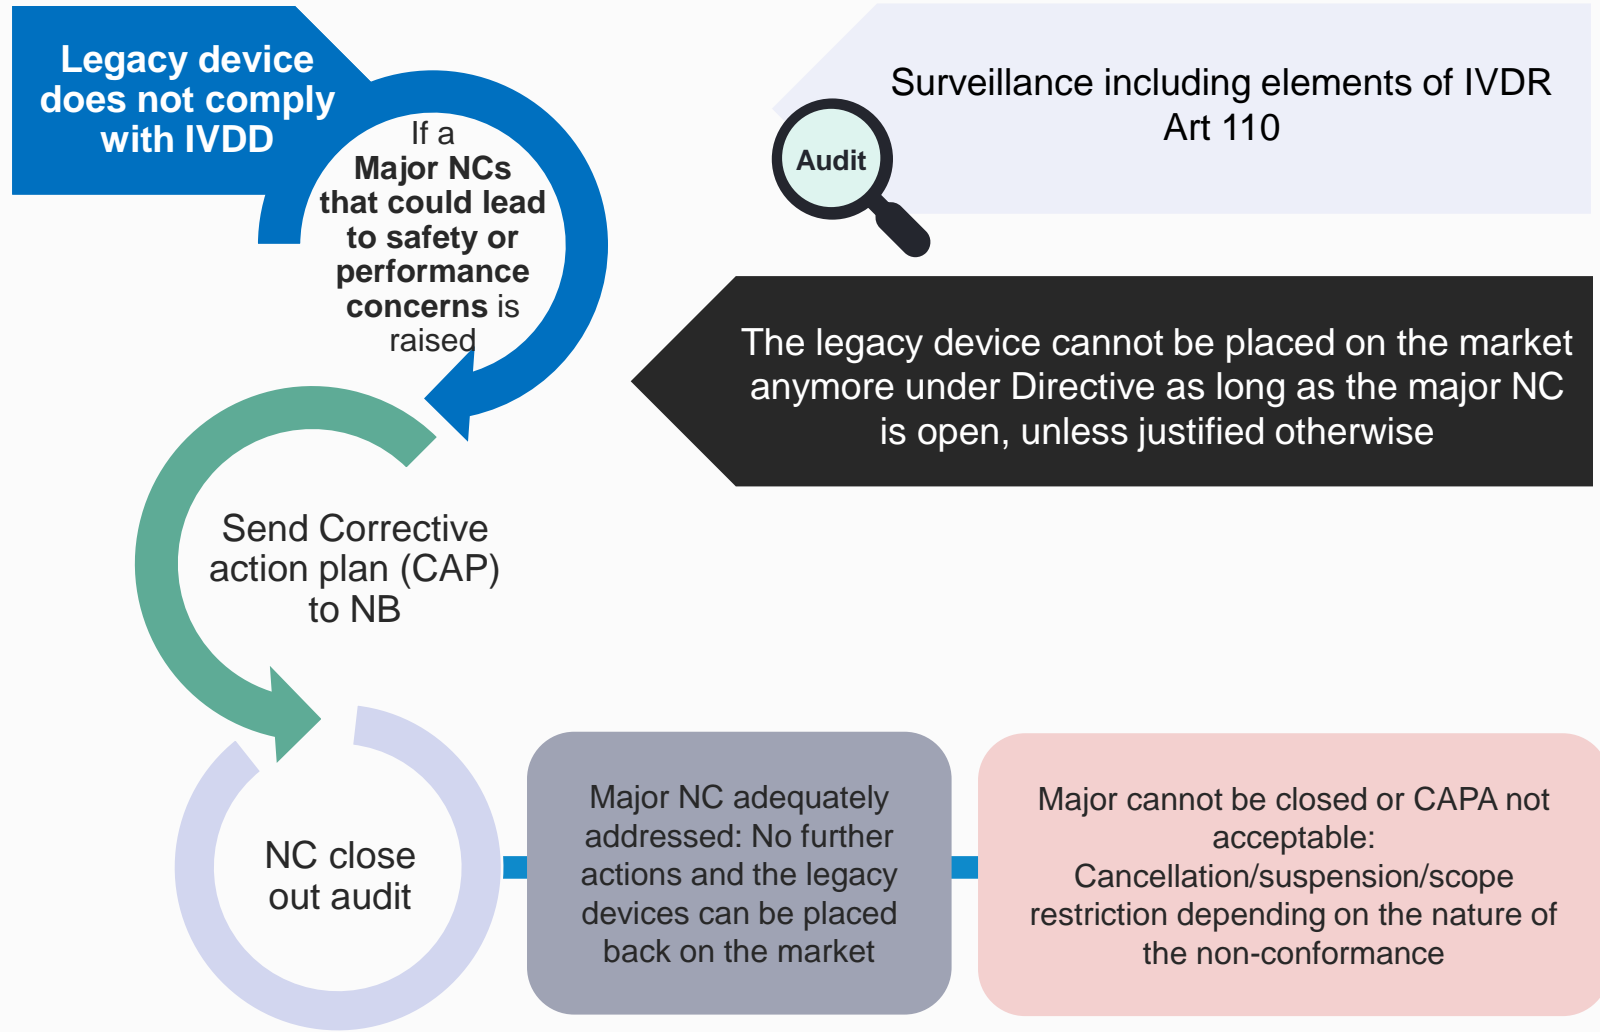 Legacy device
does not comply
with IVDD
If a
Major NCs
that could lead
to safety or
performance
concerns is
raised
Surveillance including elements of IVDR
Art 110
Audit
The legacy device cannot be placed on the market
anymore under Directive as long as the major NC
is open, unless justified otherwise
Send Corrective
action plan (CAP)
to NB
NC close
out audit
Major NC adequately
addressed: No further
actions and the legacy
devices can be placed
back on the market
Major cannot be closed or CAPA not
acceptable:
Cancellation/suspension/scope
restriction depending on the nature of
the non-conformance